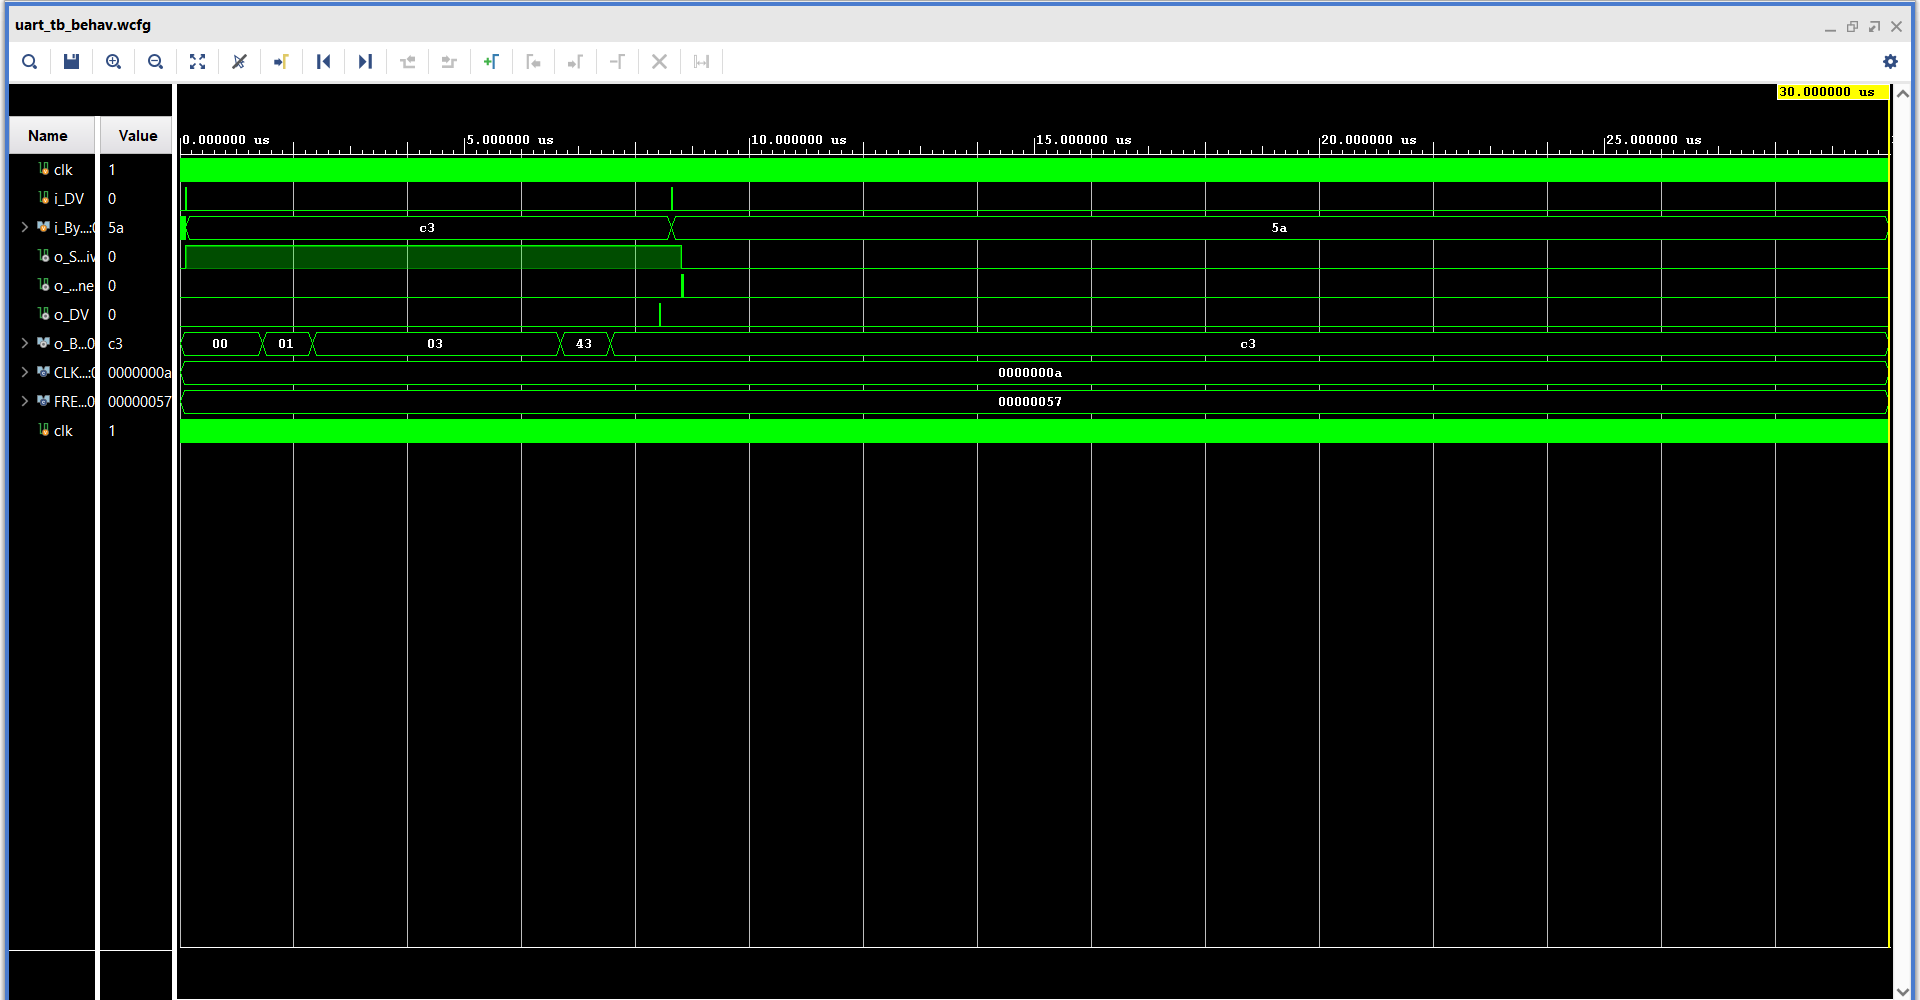 uart_tb_behav.wcfg
30.000000 us
Name Value
0.000000 us 5.000000 us 10.000000 us 15.000000 us 20.000000 us 25.000000 us
clk 1
i_DV 0
i_By...:0 5a c3 5a
o_S...iv 0
o_...ne 0
o_DV 0
o_B...0 c3 00 01 03 43 c3
CLK...:0 0000000a 0000000a
FRE...0 00000057 00000057
clk 1